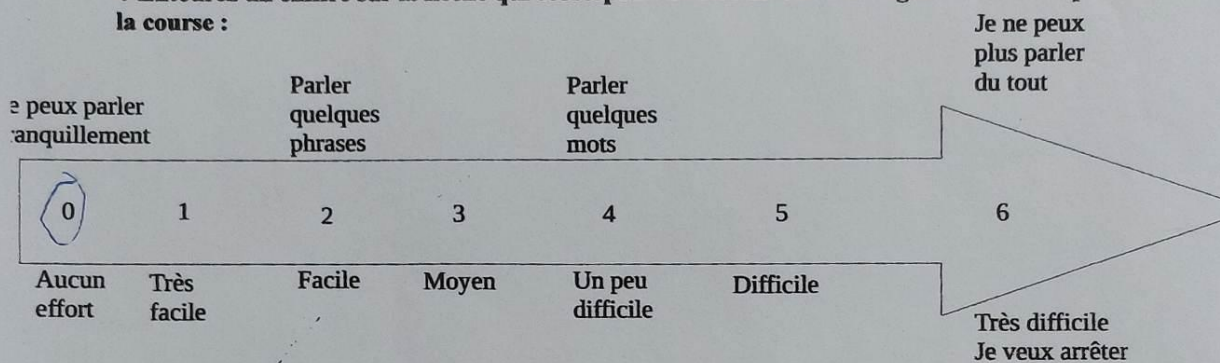 la course :
Je ne peux
plus parler
du tout
e peux parler
anquillement
Parler
quelques
phrases
Parler
quelques
mots
0 1 2 3 4 5 6
Aucun
effort
Très
facile
Facile
Moyen
Un peu
difficile
Difficile
Très difficile
Je veux arrêter